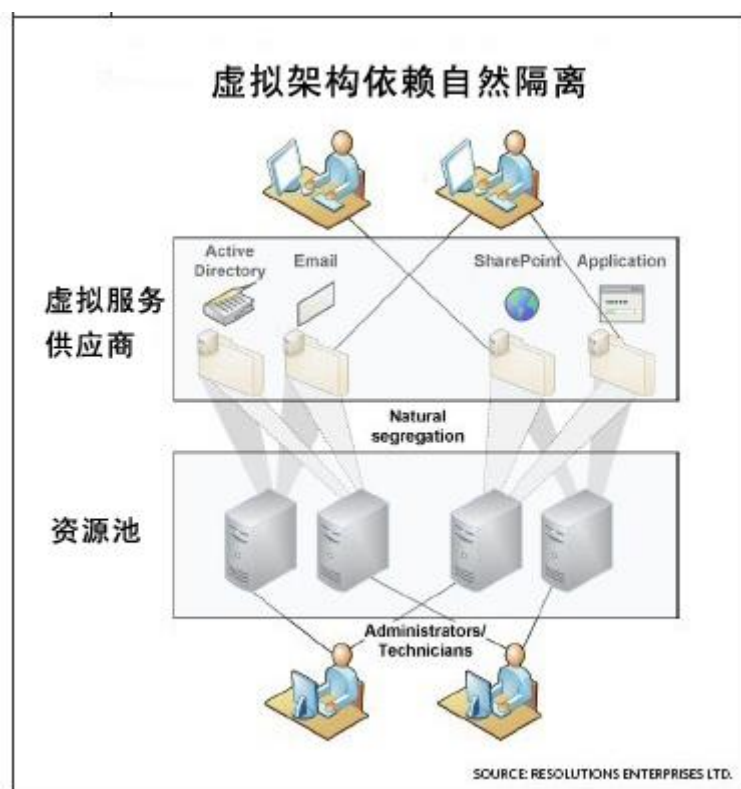 虚拟架构依赖自然隔离
Active
Directory
Email
SharePoint
Application
虚拟服务
供应商
Natural
segregation
资源池
Administrators/
Technicians
SOURCE: RESOLUTIONS ENTERPRISES LTD.